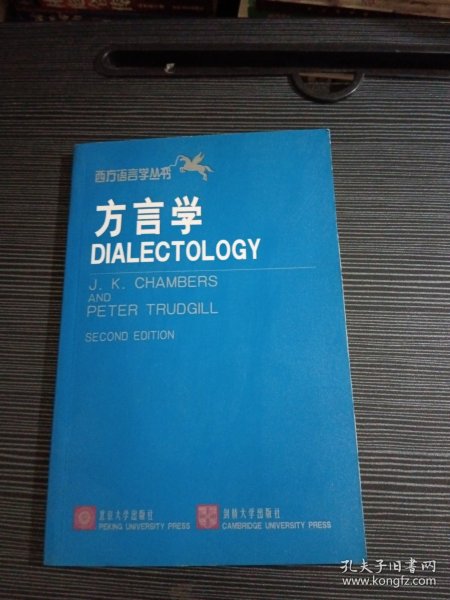 西方语言学丛书
方言学
DIALECTOLOGY
J. K. CHAMBERS
AND
PETER TRUDGILL
SECOND EDITION
北京大学出版社
PEKING UNIVERSITY PRESS
剑桥大学出版社
CAMBRIDGE UNIVERSITY PRESS
孔夫子旧书网
www.kongfz.com